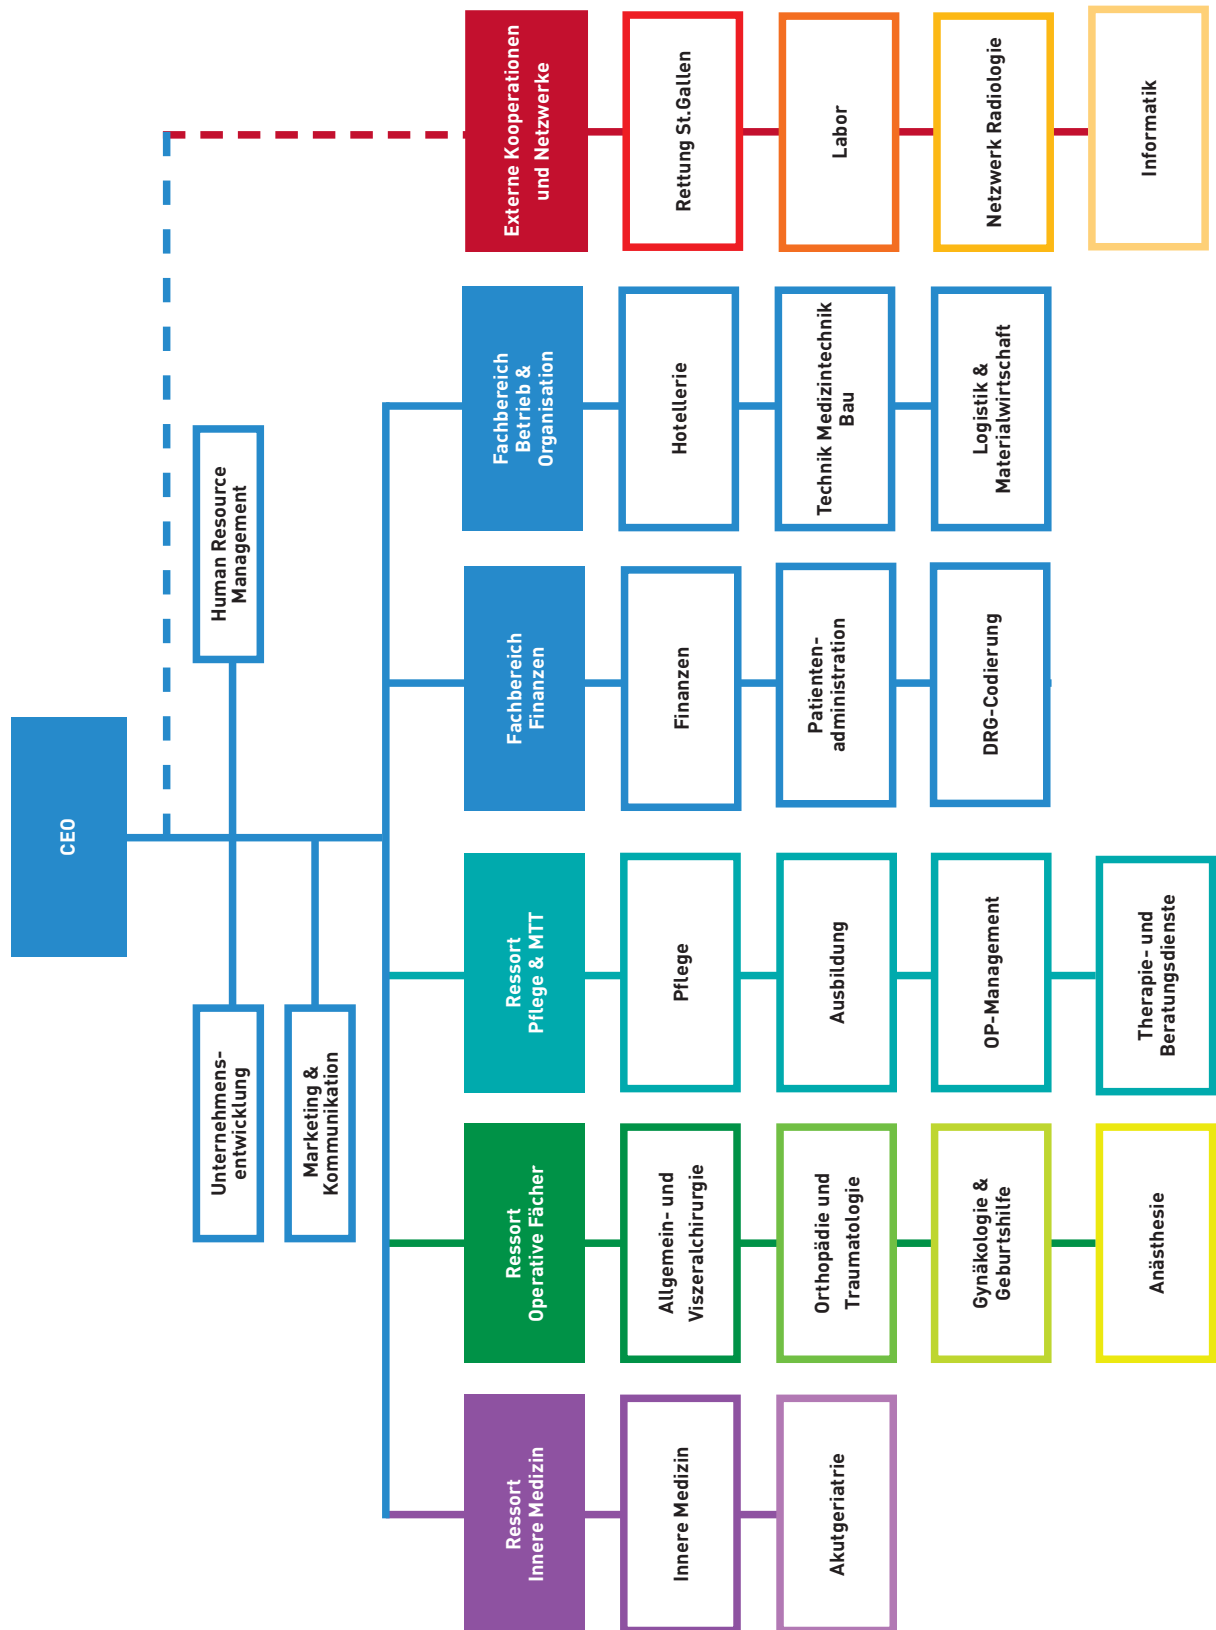 CEO
Unternehmens-
entwicklung
Human Resource
Management
Marketing &
Kommunikation
Ressort
Innere Medizin
Innere Medizin
Akutgeriatrie
Ressort
Operative Fächer
Allgemein- und
Viszeralchirurgie
Orthopädie und
Traumatologie
Gynäkologie &
Geburtshilfe
Anästhesie
Ressort
Pflege & MTT
Pflege
Ausbildung
OP-Management
Therapie- und
Beratungsdienste
Fachbereich
Finanzen
Finanzen
Patienten-
administration
DRG-Codierung
Fachbereich
Betrieb &
Organisation
Hotellerie
Technik Medizintechnik
Bau
Logistik &
Materialwirtschaft
Externe Kooperationen
und Netzwerke
Rettung St.Gallen
Labor
Netzwerk Radiologie
Informatik